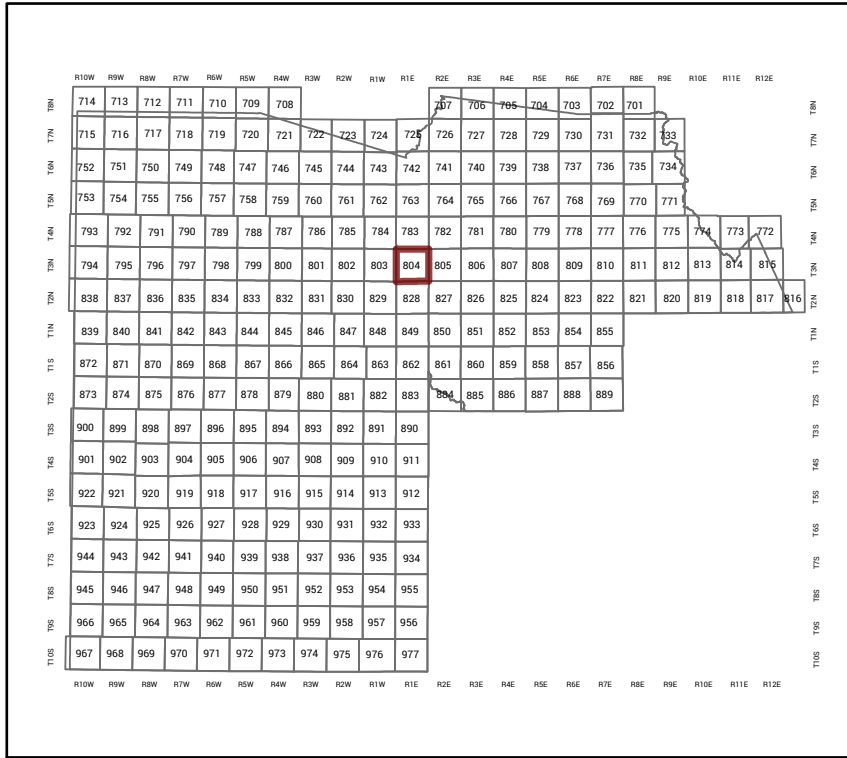 R10W R9W R8W R7W R6W R5W R4W R3W R2W R1W R1E R2E R3E R4E R5E R6E R7E R8E R9E R10E R11E R12E
T8N 714 713 712 711 710 709 708 707 706 705 704 703 702 701 T8N
T7N 715 716 717 718 719 720 721 722 723 724 725 726 727 728 729 730 731 732 733 T7N
T6N 752 751 750 749 748 747 746 745 744 743 742 741 740 739 738 737 736 735 734 T6N
T5N 753 754 755 756 757 758 759 760 761 762 763 764 765 766 767 768 769 770 771 T5N
T4N 793 792 791 790 789 788 787 786 785 784 783 782 781 780 779 778 777 776 775 774 773 772 T4N
T3N 794 795 796 797 798 799 800 801 802 803 804 805 806 807 808 809 810 811 812 813 814 815 T3N
T2N 838 837 836 835 834 833 832 831 830 829 828 827 826 825 824 823 822 821 820 819 818 817 816 T2N
T1N 839 840 841 842 843 844 845 846 847 848 849 850 851 852 853 854 855 T1N
T1S 872 871 870 869 868 867 866 865 864 863 862 861 860 859 858 857 856 T1S
T2S 873 874 875 876 877 878 879 880 881 882 883 884 885 886 887 888 889 T2S
T3S 900 899 898 897 896 895 894 893 892 891 890 T3S
T4S 901 902 903 904 905 906 907 908 909 910 911 T4S
T5S 922 921 920 919 918 917 916 915 914 913 912 T5S
T6S 923 924 925 926 927 928 929 930 931 932 933 T6S
T7S 944 943 942 941 940 939 938 937 936 935 934 T7S
T8S 945 946 947 948 949 950 951 952 953 954 955 T8S
T9S 966 965 964 963 962 961 960 959 958 957 956 T9S
T10S 967 968 969 970 971 972 973 974 975 976 977 T10S
R10W R9W R8W R7W R6W R5W R4W R3W R2W R1W R1E R2E R3E R4E R5E R6E R7E R8E R9E R10E R11E R12E